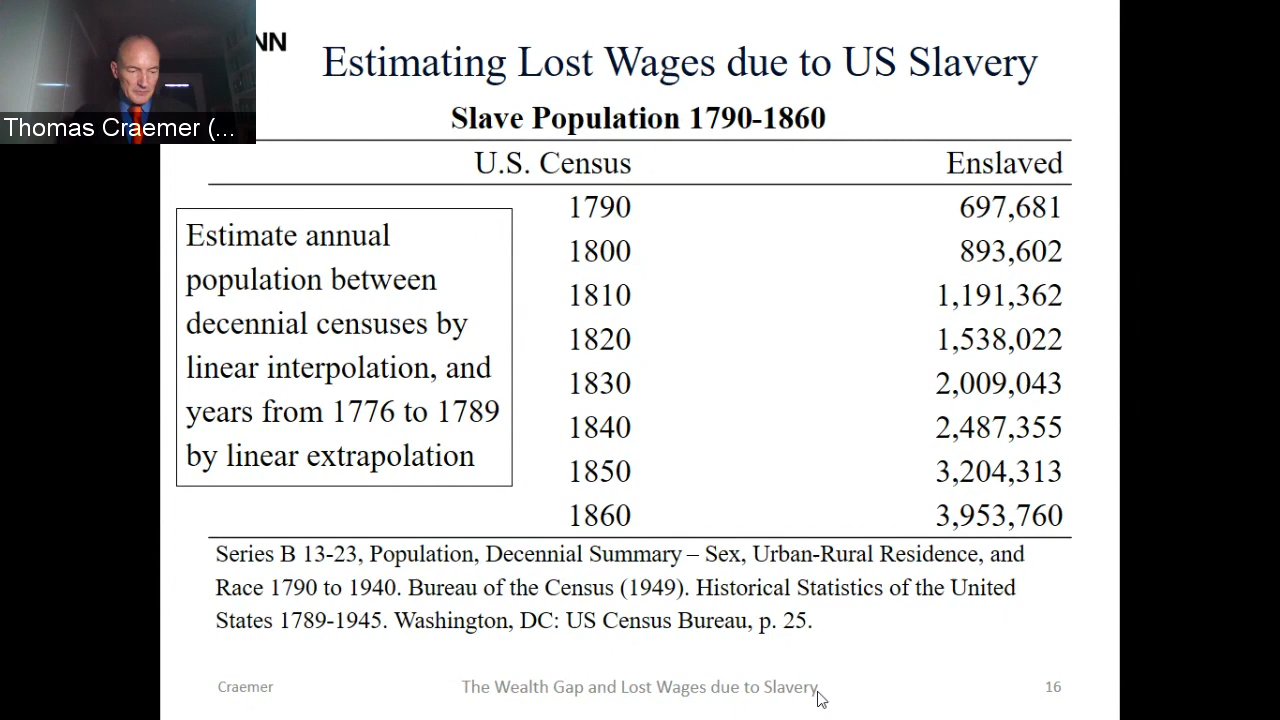 NN
Thomas Craemer (...
Estimating Lost Wages due to US Slavery
Slave Population 1790-1860
U.S. Census Enslaved
1790 697,681
1800 893,602
1810 1,191,362
1820 1,538,022
1830 2,009,043
1840 2,487,355
1850 3,204,313
1860 3,953,760
Estimate annual
population between
decennial censuses by
linear interpolation, and
years from 1776 to 1789
by linear extrapolation
Series B 13-23, Population, Decennial Summary – Sex, Urban-Rural Residence, and
Race 1790 to 1940. Bureau of the Census (1949). Historical Statistics of the United
States 1789-1945. Washington, DC: US Census Bureau, p. 25.
Craemer The Wealth Gap and Lost Wages due to Slavery 16